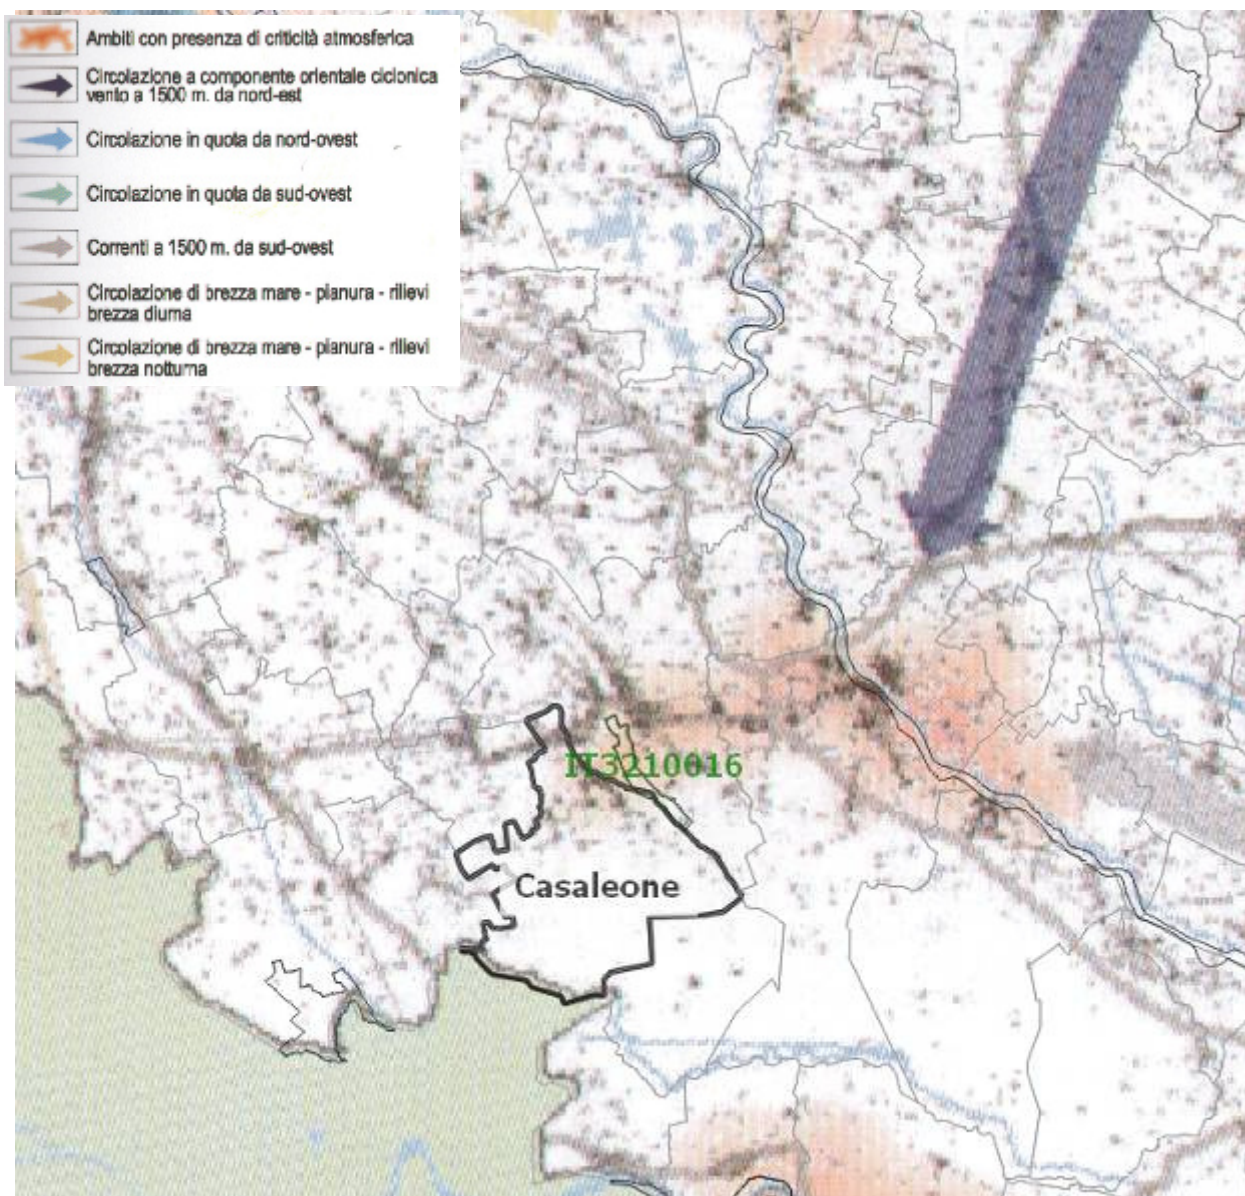 Ambiti con presenza di criticità atmosferica
Circolazione a componente orientale ciclonica
vento a 1500 m. da nord-est
Circolazione in quota da nord-ovest
Circolazione in quota da sud-ovest
Correnti a 1500 m. da sud-ovest
Circolazione di brezza mare - pianura - rilievi
brezza diurna
Circolazione di brezza mare - pianura - rilievi
brezza notturna
IT3210016
Casaleone